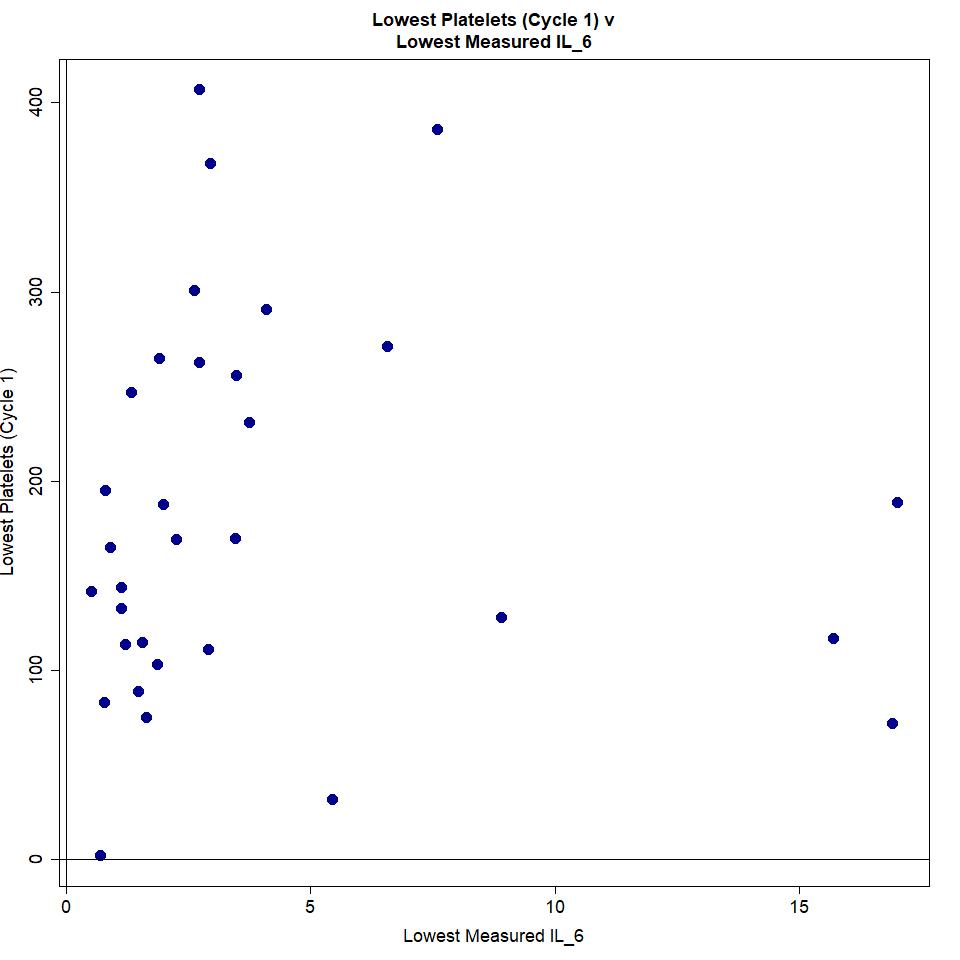 Lowest Platelets (Cycle 1) v
Lowest Measured IL_6
Lowest Platelets (Cycle 1)
400
300
200
100
0
0 5 10 15
Lowest Measured IL_6